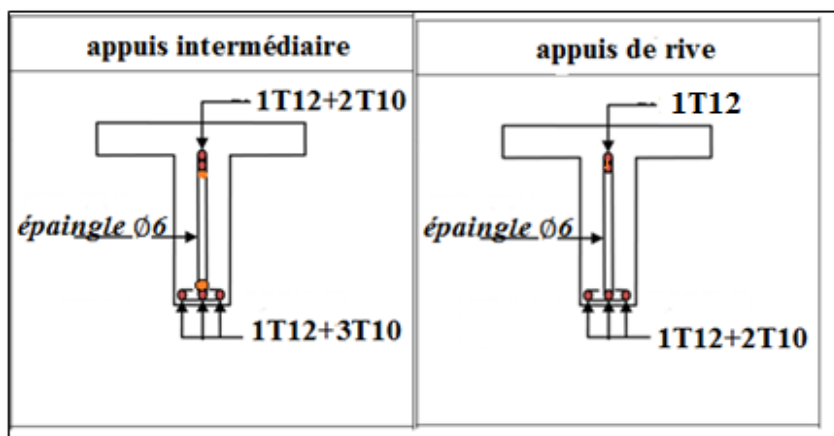 appuis intermédiaire
1T12+2T10
épaingle Ø6
1T12+3T10
appuis de rive
1T12
épaingle Ø6
1T12+2T10